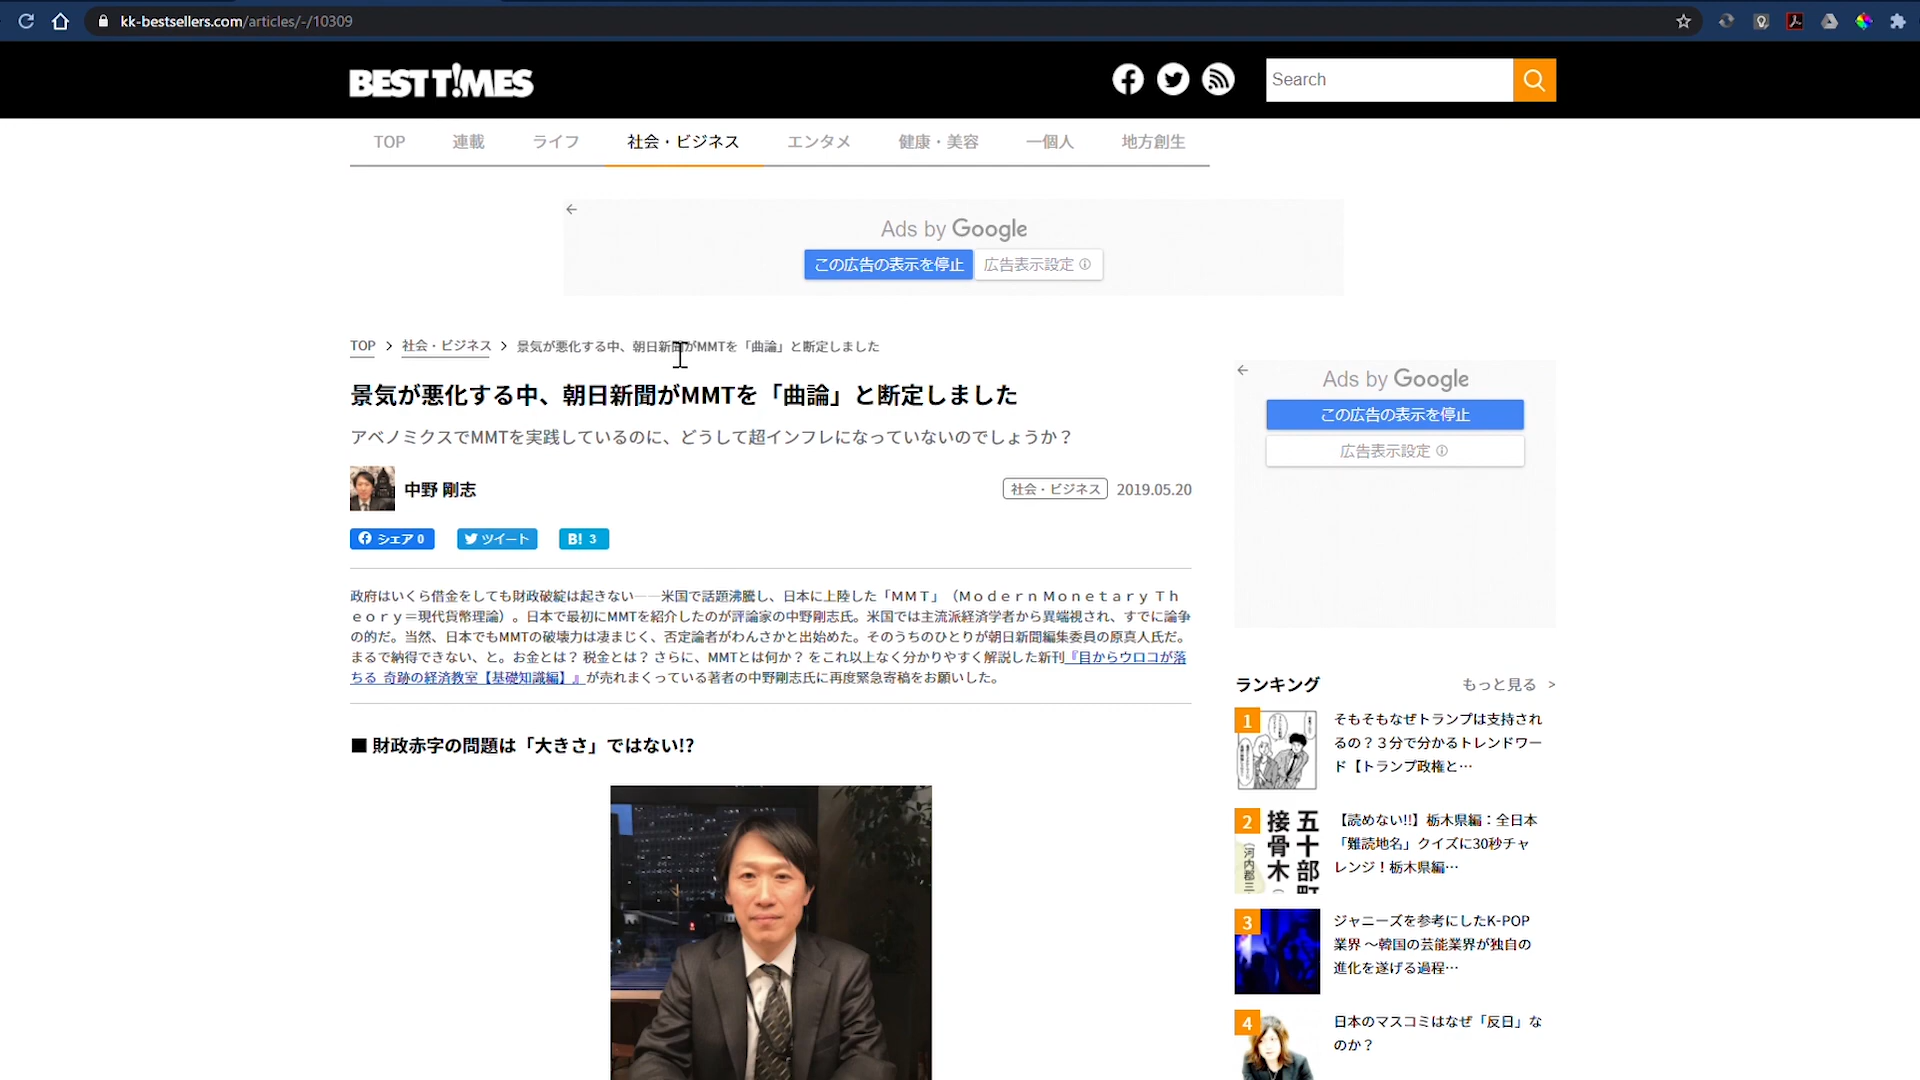 kk-bestsellers.com/articles/-/10309
BEST T!MES
Search
TOP
連載
ライフ
社会・ビジネス
エンタメ
健康・美容
一個人
地方創生
Ads by Google
この広告の表示を停止
広告表示設定
TOP > 社会・ビジネス > 景気が悪化する中、朝日新聞がMMTを「曲論」と断定しました
景気が悪化する中、朝日新聞がMMTを「曲論」と断定しました
アベノミクスでMMTを実践しているのに、どうして超インフレになっていないのでしょうか？
中野 剛志
社会・ビジネス 2019.05.20
シェア 0
ツイート
B! 3
政府はいくら借金をしても財政破綻は起きない――米国で話題沸騰し、日本に上陸した「ＭＭＴ」（Ｍｏｄｅｒｎ Ｍｏｎｅｔａｒｙ Ｔｈ
ｅｏｒｙ＝現代貨幣理論）。日本で最初にMMTを紹介したのが評論家の中野剛志氏。米国では主流派経済学者から異端視され、すでに論争
の的だ。当然、日本でもMMTの破壊力は凄まじく、否定論者がわんさかと出始めた。そのうちのひとりが朝日新聞編集委員の原真人氏だ。
まるで納得できない、と。お金とは？ 税金とは？ さらに、MMTとは何か？ をこれ以上なく分かりやすく解説した新刊『目からウロコが落
ちる 奇跡の経済教室【基礎知識編】』が売れまくっている著者の中野剛志氏に再度緊急寄稿をお願いした。
■ 財政赤字の問題は「大きさ」ではない!?
Ads by Google
この広告の表示を停止
広告表示設定
ランキング
もっと見る >
1
そもそもなぜトランプは支持され
るの？３分で分かるトレンドワー
ド【トランプ政権と…
2
五十部町
接骨木
【読めない!!】栃木県編：全日本
「難読地名」クイズに30秒チャ
レンジ！栃木県編…
3
ジャニーズを参考にしたK-POP
業界 〜韓国の芸能業界が独自の
進化を遂げる過程…
4
日本のマスコミはなぜ「反日」な
のか？